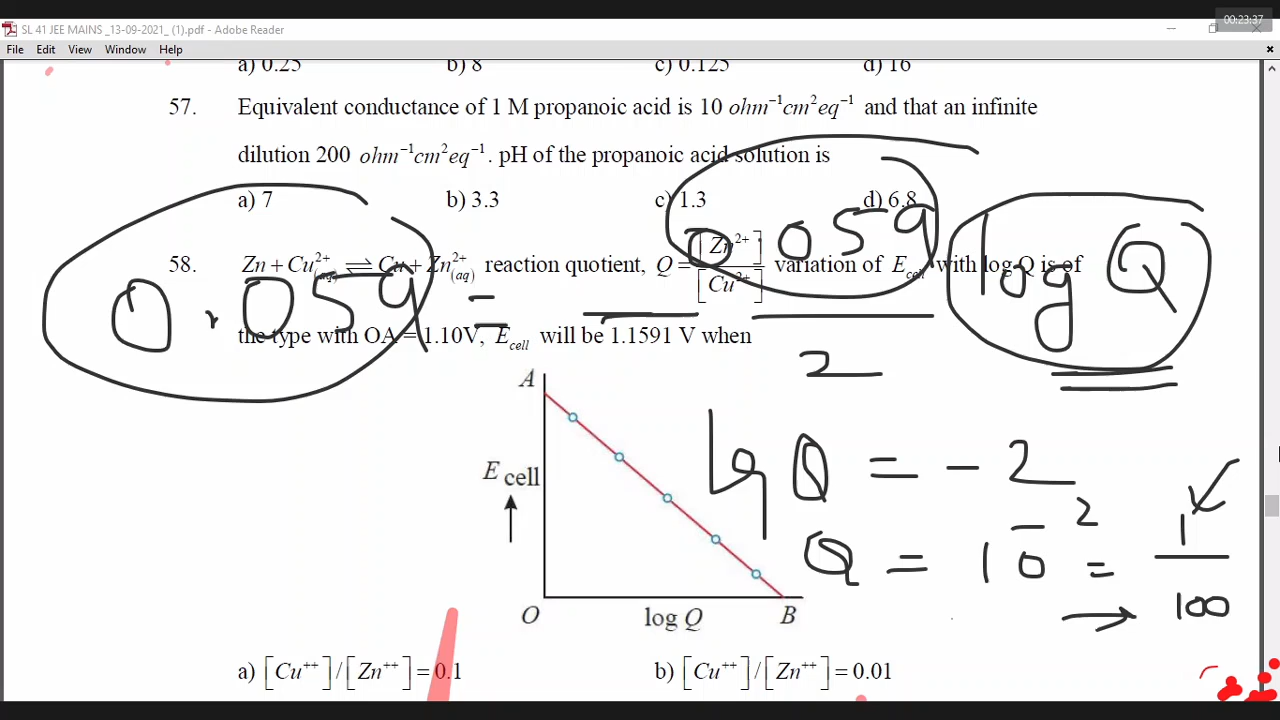 00:23:37
SL 41 JEE MAINS _13-09-2021_ (1).pdf - Adobe Reader
File Edit View Window Help
a) 0.25 b) 8 c) 0.125 d) 16
57. Equivalent conductance of 1 M propanoic acid is 10 ohm⁻¹cm²eq⁻¹ and that an infinite
dilution 200 ohm⁻¹cm²eq⁻¹. pH of the propanoic acid solution is
a) 7 b) 3.3 c) 1.3 d) 6.8
58. Zn + Cu²⁺(aq) ⇌ Cu + Zn²⁺(aq) reaction quotient, Q = [Zn²⁺]/[Cu²⁺] variation of E_cell with log Q is of
0.059 = - 0 059/2 log Q
the type with OA = 1.10V, E_cell will be 1.1591 V when
A
E cell
log Q = - 2
Q = 10⁻² = 1/100
O log Q B
a) [Cu⁺⁺]/[Zn⁺⁺] = 0.1 b) [Cu⁺⁺]/[Zn⁺⁺] = 0.01